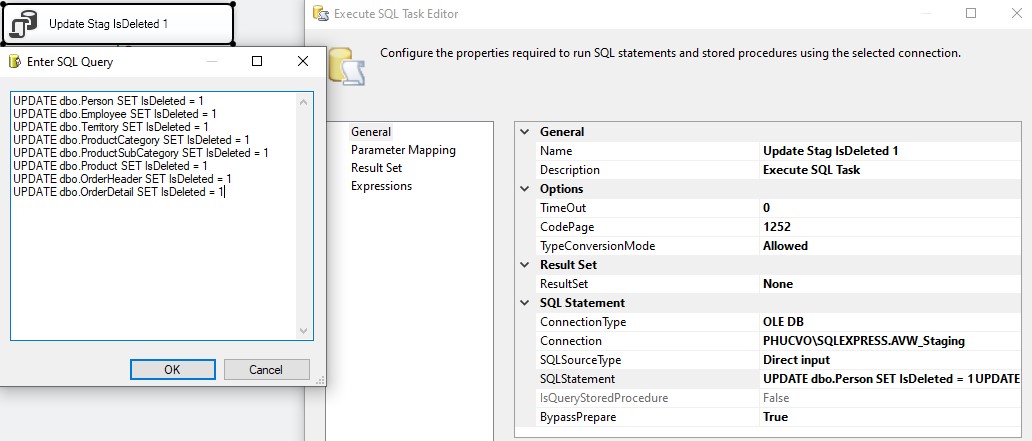 Update Stag IsDeleted 1
Enter SQL Query
UPDATE dbo.Person SET IsDeleted = 1
UPDATE dbo.Employee SET IsDeleted = 1
UPDATE dbo.Territory SET IsDeleted = 1
UPDATE dbo.ProductCategory SET IsDeleted = 1
UPDATE dbo.ProductSubCategory SET IsDeleted = 1
UPDATE dbo.Product SET IsDeleted = 1
UPDATE dbo.OrderHeader SET IsDeleted = 1
UPDATE dbo.OrderDetail SET IsDeleted = 1
OK Cancel
Execute SQL Task Editor
Configure the properties required to run SQL statements and stored procedures using the selected connection.
General
Parameter Mapping
Result Set
Expressions
General
Name Update Stag IsDeleted 1
Description Execute SQL Task
Options
TimeOut 0
CodePage 1252
TypeConversionMode Allowed
Result Set
ResultSet None
SQL Statement
ConnectionType OLE DB
Connection PHUCVO\SQLEXPRESS.AVW_Staging
SQLSourceType Direct input
SQLStatement UPDATE dbo.Person SET IsDeleted = 1UPDATE
IsQueryStoredProcedure False
BypassPrepare True